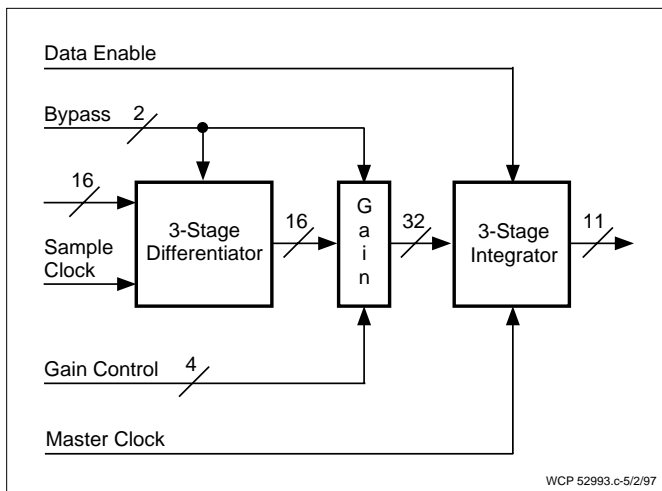 Data Enable
Bypass 2
16
Sample
Clock
3-Stage
Differentiator
16
Gain
32
3-Stage
Integrator
11
Gain Control 4
Master Clock
WCP 52993.c-5/2/97